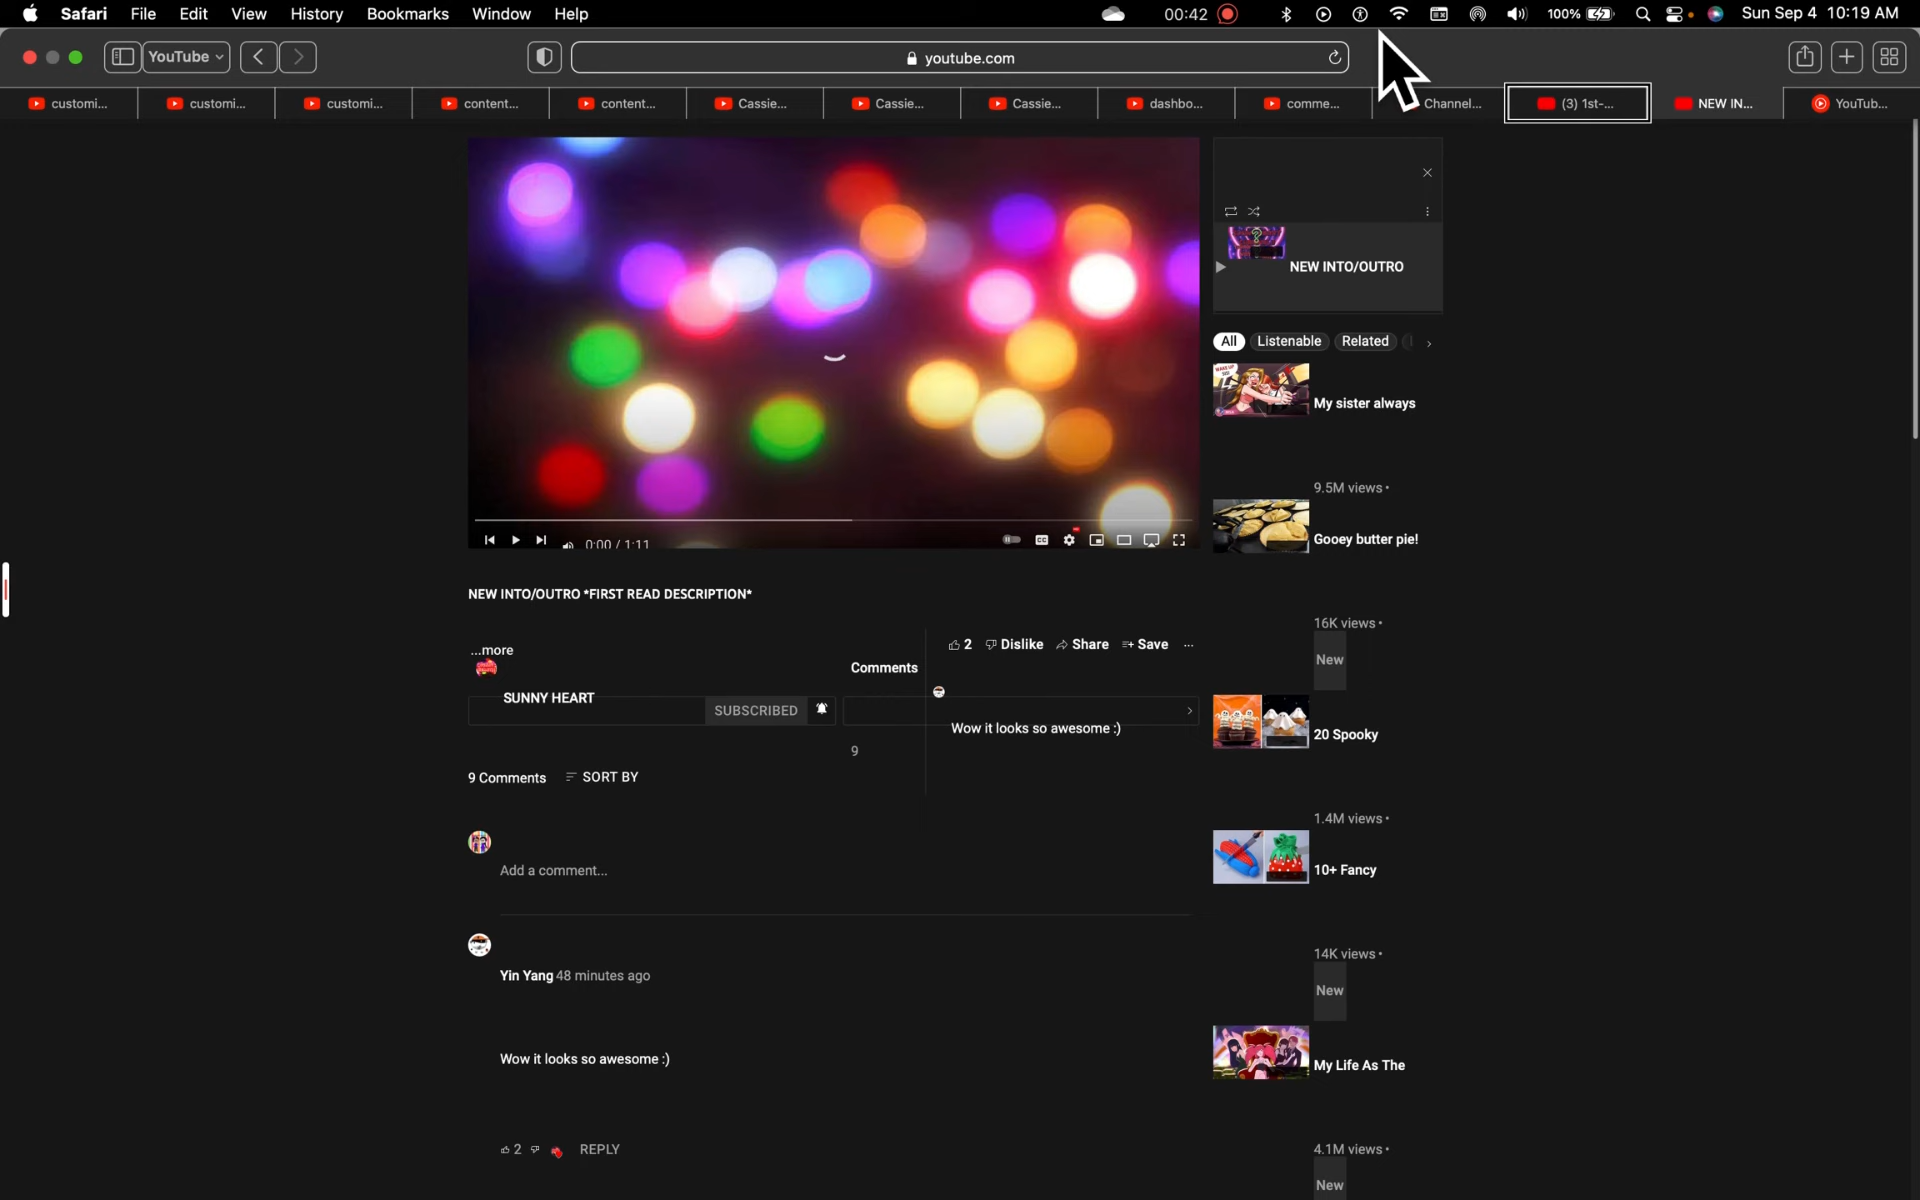 Safari File Edit View History Bookmarks Window Help 00:42 100% Sun Sep 4 10:19 AM
YouTube youtube.com
customi... customi... customi... content... content... Cassie... Cassie... Cassie... dashbo... comme... Channel... (3) 1st-... NEW IN... YouTub...
NEW INTO/OUTRO
All Listenable Related
My sister always
9.5M views •
CC
0:00 / 1:11
Gooey butter pie!
NEW INTO/OUTRO *FIRST READ DESCRIPTION*
16K views •
New
...more
2 Dislike Share Save ...
Comments
SUNNY HEART
SUBSCRIBED
Wow it looks so awesome :)
9
20 Spooky
9 Comments SORT BY
1.4M views •
Add a comment...
10+ Fancy
14K views •
New
Yin Yang 48 minutes ago
Wow it looks so awesome :)
My Life As The
2 REPLY
4.1M views •
New